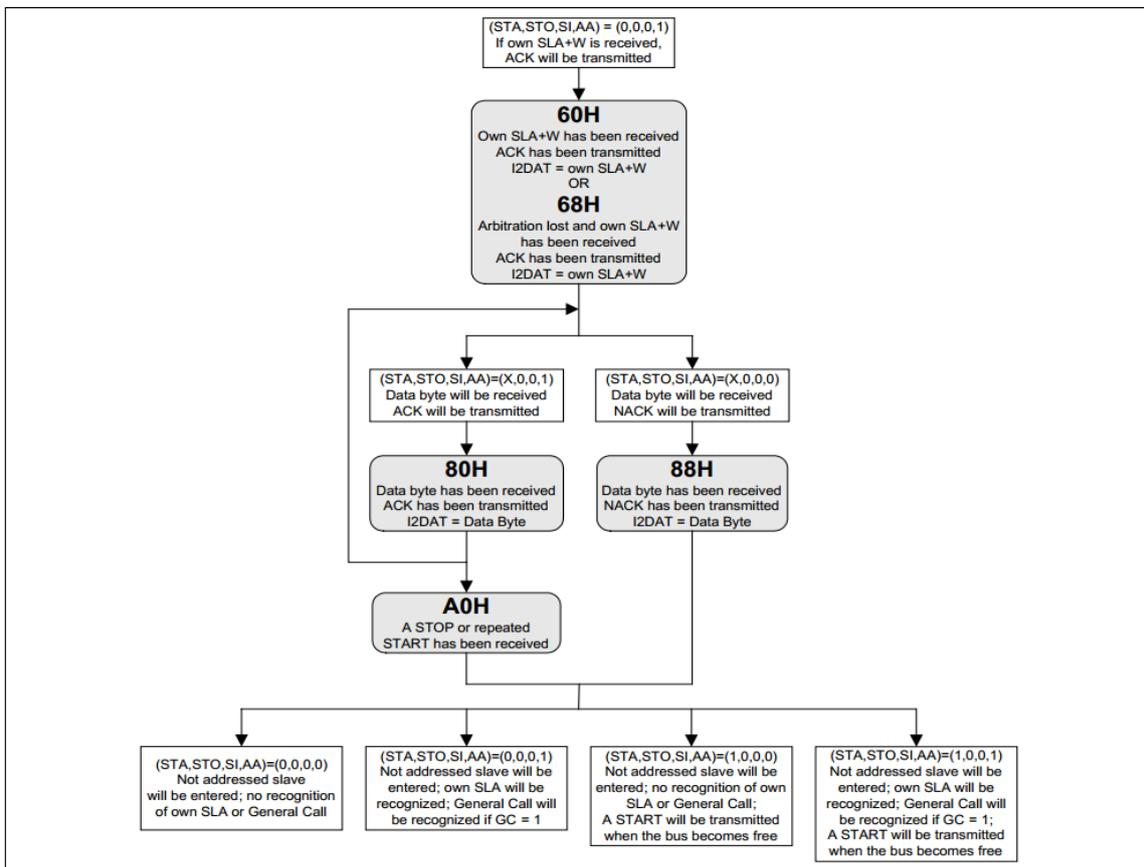 (STA,STO,SI,AA) = (0,0,0,1)
If own SLA+W is received,
ACK will be transmitted
60H
Own SLA+W has been received
ACK has been transmitted
I2DAT = own SLA+W
OR
68H
Arbitration lost and own SLA+W
has been received
ACK has been transmitted
I2DAT = own SLA+W
(STA,STO,SI,AA)=(X,0,0,1)
Data byte will be received
ACK will be transmitted
(STA,STO,SI,AA)=(X,0,0,0)
Data byte will be received
NACK will be transmitted
80H
Data byte has been received
ACK has been transmitted
I2DAT = Data Byte
88H
Data byte has been received
NACK has been transmitted
I2DAT = Data Byte
A0H
A STOP or repeated
START has been received
(STA,STO,SI,AA)=(0,0,0,0)
Not addressed slave
will be entered; no recognition
of own SLA or General Call
(STA,STO,SI,AA)=(0,0,0,1)
Not addressed slave will be
entered; own SLA will be
recognized; General Call will
be recognized if GC = 1
(STA,STO,SI,AA)=(1,0,0,0)
Not addressed slave will be
entered; no recognition of own
SLA or General Call;
A START will be transmitted
when the bus becomes free
(STA,STO,SI,AA)=(1,0,0,1)
Not addressed slave will be
entered; own SLA will be
recognized; General Call will
be recognized if GC = 1;
A START will be transmitted
when the bus becomes free